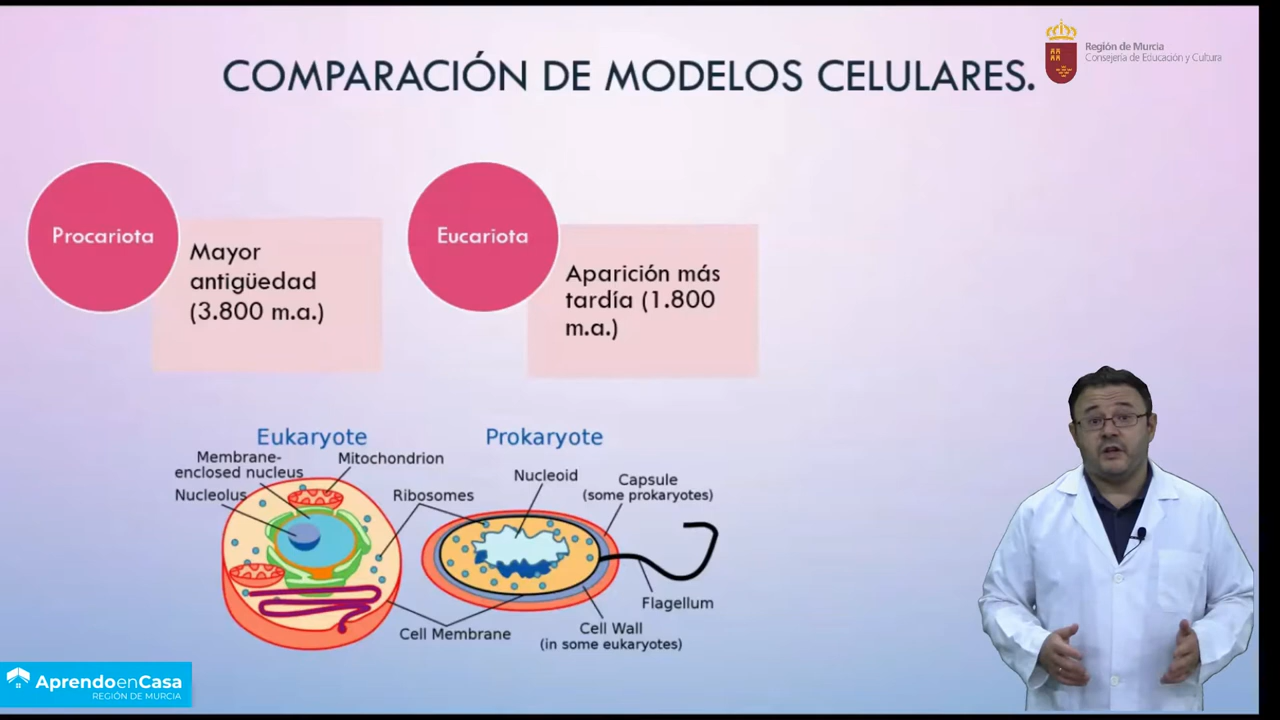 COMPARACIÓN DE MODELOS CELULARES.
Región de Murcia
Consejería de Educación y Cultura
Procariota
Mayor
antigüedad
(3.800 m.a.)
Eucariota
Aparición más
tardía (1.800
m.a.)
Eukaryote
Prokaryote
Membrane-
enclosed nucleus
Mitochondrion
Nucleolus
Ribosomes
Nucleoid
Capsule
(some prokaryotes)
Flagellum
Cell Membrane
Cell Wall
(in some eukaryotes)
AprendoenCasa
REGIÓN DE MURCIA